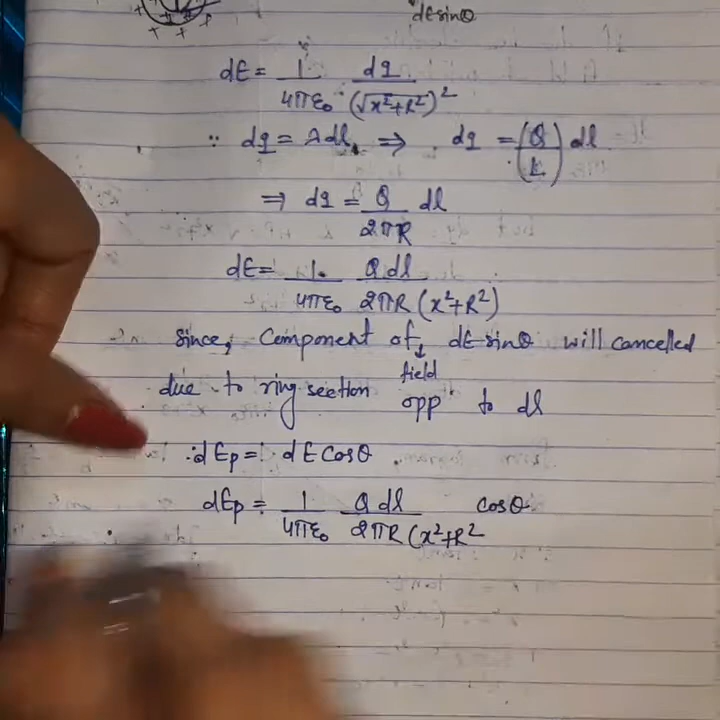 dE sinθ
dE = 1/4πε₀ dq/(√x²+R²)²
∵ dq = λdl, ⇒ dq = (Q/L) dl
⇒ dq = Q/2πR dl
dE = 1/4πε₀ Q dl/2πR (x²+R²)
Since, Component of, dE sinθ will cancelled
field
due to ring section opp to dl
∴ dEp = dE Cosθ
dEp = 1/4πε₀ Q dl/2πR (x²+R² cosθ